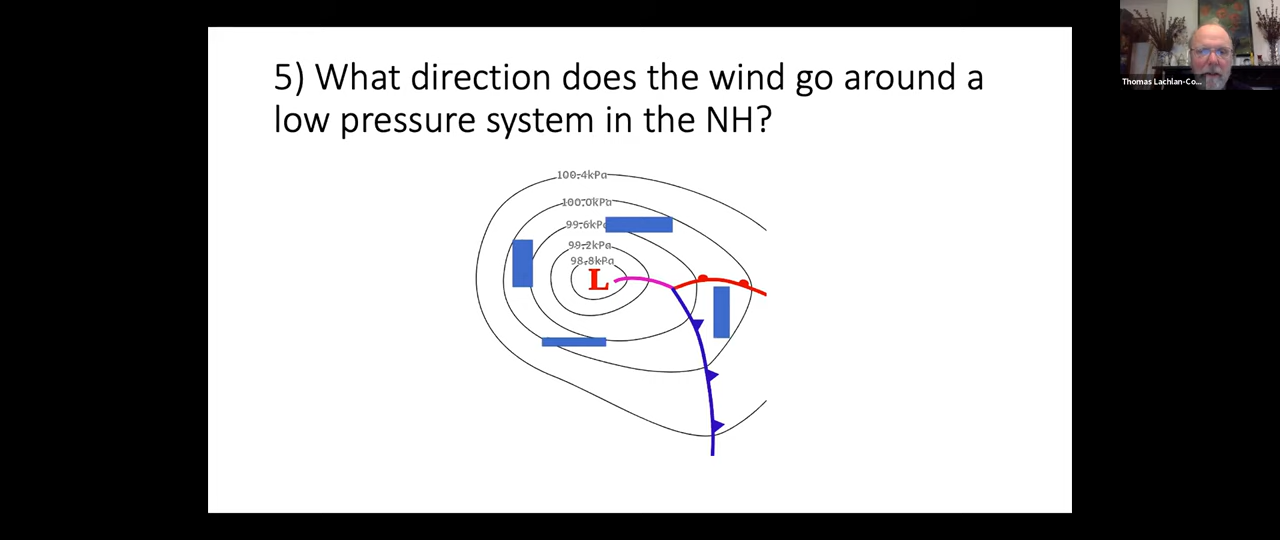 5) What direction does the wind go around a
low pressure system in the NH?
Thomas Lachlan-Co...
100.4kPa
100.0kPa
99.6kPa
99.2kPa
98.8kPa
L